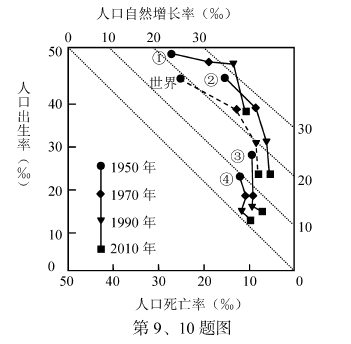 人口自然增长率（‰）
0 10 20 30
50
40
30
20
10
0
人口出生率（‰）
①
②
世界
③
④
1950 年
1970 年
1990 年
2010 年
30
20
10
50 40 30 20 10 0
人口死亡率（‰）
第 9、10 题图